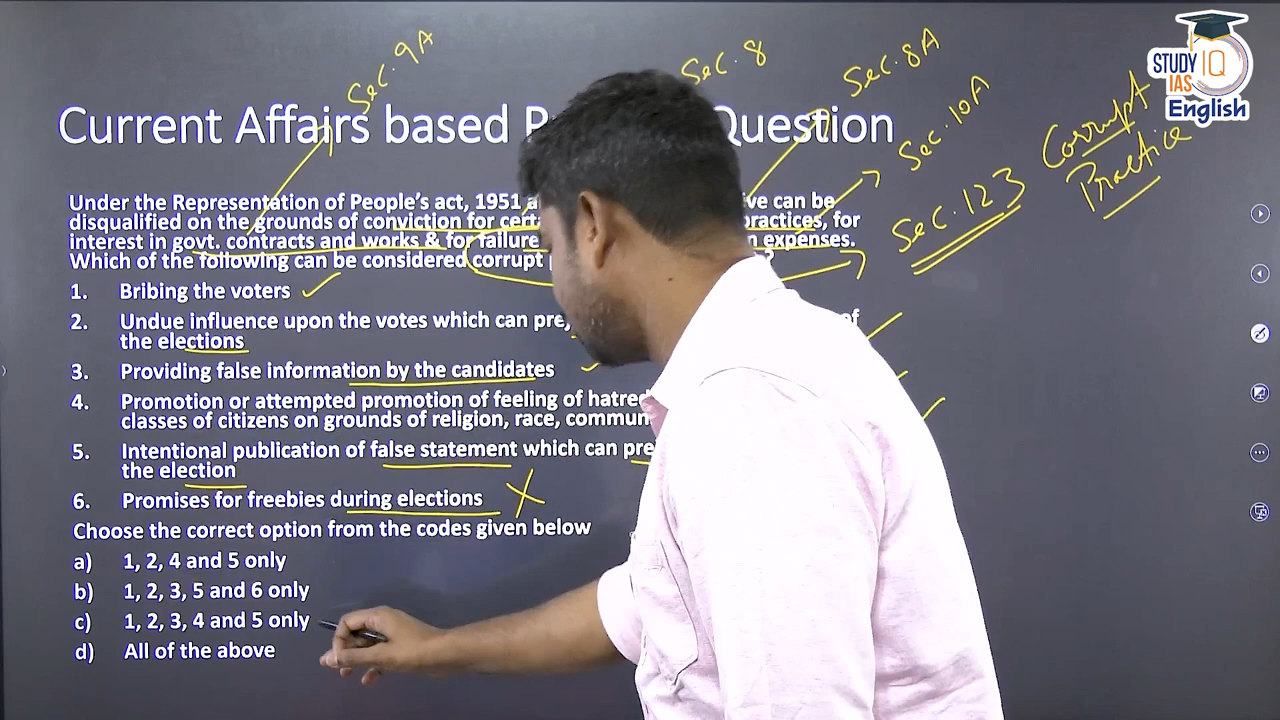 STUDY IQ
IAS
English
Sec. 9A
Sec. 8
Sec. 8A
Sec. 10A
Sec. 123
Corrupt
Practice
Current Affairs based Question
Under the Representation of People's act, 1951 can be
disqualified on the grounds of conviction for practices, for
interest in govt. contracts and works & for failure expenses.
Which of the following can be considered corrupt
1. Bribing the voters
2. Undue influence upon the votes which can of
the elections
3. Providing false information by the candidates
4. Promotion or attempted promotion of feeling of hatred
classes of citizens on grounds of religion, race,
5. Intentional publication of false statement which can
the election
6. Promises for freebies during elections
Choose the correct option from the codes given below
a) 1, 2, 4 and 5 only
b) 1, 2, 3, 5 and 6 only
c) 1, 2, 3, 4 and 5 only
d) All of the above